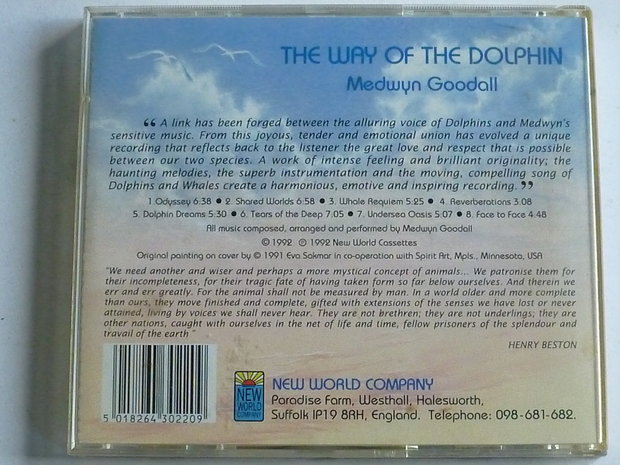 THE WAY OF THE DOLPHIN
Medwyn Goodall
“ A link has been forged between the alluring voice of Dolphins and Medwyn's
sensitive music. From this joyous, tender and emotional union has evolved a unique
recording that reflects back to the listener the great love and respect that is possible
between our two species. A work of intense feeling and brilliant originality; the
haunting melodies, the superb instrumentation and the moving, compelling song of
Dolphins and Whales create a harmonious, emotive and inspiring recording. ”
1 Odyssey 6:38 • 2. Shared Worlds 6:58 • 3. Whale Requiem 5:25 • 4. Reverberations 3:08
5. Dolphin Dreams 5:30 • 6. Tears of the Deep 7:05 • 7. Undersea Oasis 5:07 • 8. Face to Face 4:48
All music composed, arranged and performed by Medwyn Goodall
© 1992 ℗ 1992 New World Cassettes
Original painting on cover by © 1991 Eva Sakmar in co-operation with Spirit Art, Mpls., Minnesota, USA
"We need another and wiser and perhaps a more mystical concept of animals... We patronise them for
their incompleteness, for their tragic fate of having taken form so far below ourselves. And therein we
err and err greatly. For the animal shall not be measured by man. In a world older and more complete
than ours, they move finished and complete, gifted with extensions of the senses we have lost or never
attained, living by voices we shall never hear. They are not brethren; they are not underlings; they are
other nations, caught with ourselves in the net of life and time, fellow prisoners of the splendour and
travail of the earth"
HENRY BESTON
5 018264 302209
NEW
WORLD
COMPANY
NEW WORLD COMPANY
Paradise Farm, Westhall, Halesworth,
Suffolk IP19 8RH, England. Telephone: 098-681-682.